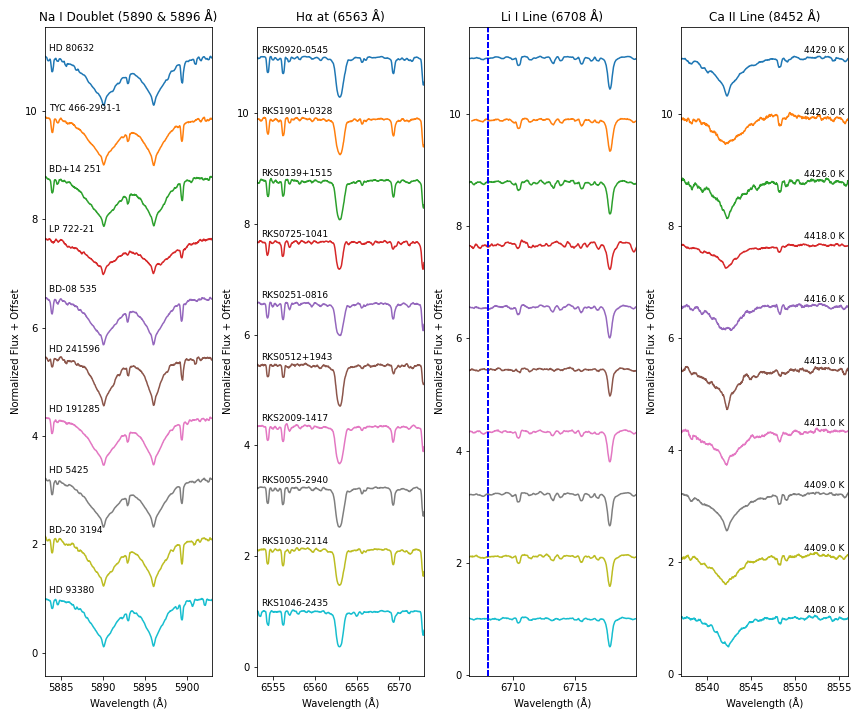 Na I Doublet (5890 & 5896 Å)
Normalized Flux + Offset
10
8
6
4
2
0
HD 80632
TYC 466-2991-1
BD+14 251
LP 722-21
BD-08 535
HD 241596
HD 191285
HD 5425
BD-20 3194
HD 93380
5885 5890 5895 5900
Wavelength (Å)
Hα at (6563 Å)
Normalized Flux + Offset
10
8
6
4
2
0
RKS0920-0545
RKS1901+0328
RKS0139+1515
RKS0725-1041
RKS0251-0816
RKS0512+1943
RKS2009-1417
RKS0055-2940
RKS1030-2114
RKS1046-2435
6555 6560 6565 6570
Wavelength (Å)
Li I Line (6708 Å)
Normalized Flux + Offset
10
8
6
4
2
0
6710 6715
Wavelength (Å)
Ca II Line (8452 Å)
Normalized Flux + Offset
10
8
6
4
2
0
4429.0 K
4426.0 K
4426.0 K
4418.0 K
4416.0 K
4413.0 K
4411.0 K
4409.0 K
4409.0 K
4408.0 K
8540 8545 8550 8555
Wavelength (Å)